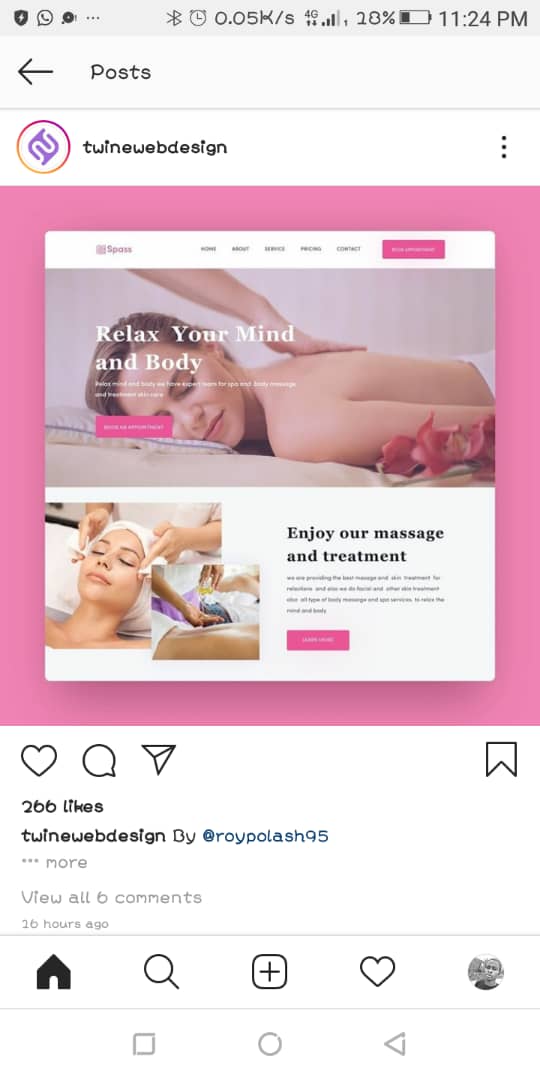 0.05K/s 4G 28% 11:24 PM
Posts
twinewebdesign
Spass HOME ABOUT SERVICE PRICING CONTACT BOOK APPOINTMENT
Relax Your Mind
and Body
Relax mind and body we have expert team for spa and body massage
and treatment skin care
BOOK AN APPOINTMENT
Enjoy our massage
and treatment
we are providing the best massage and skin treatment for
relaxtions and also we do facial and other skin treatment
also all type of body massage and spa services to relax the
mind and body
LEARN MORE
266 likes
twinewebdesign By @roypolash95
... more
View all 6 comments
16 hours ago